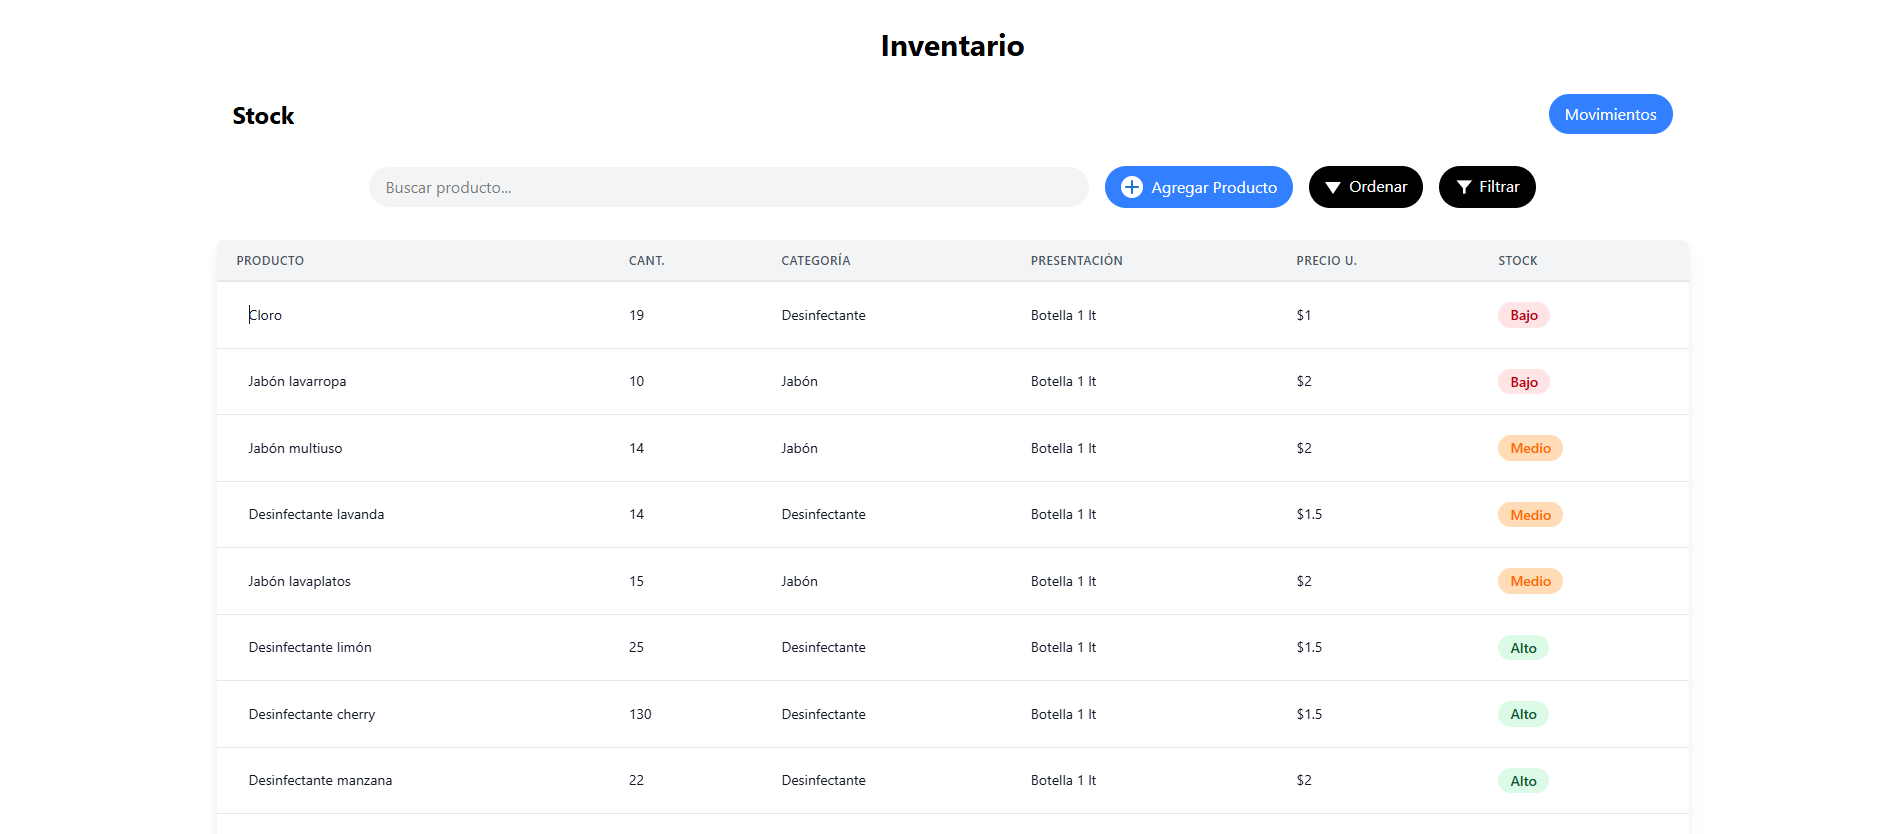 Inventario
Stock
Movimientos
Buscar producto...
Agregar Producto
Ordenar
Filtrar
PRODUCTO CANT. CATEGORÍA PRESENTACIÓN PRECIO U. STOCK
Cloro 19 Desinfectante Botella 1 lt $1 Bajo
Jabón lavarropa 10 Jabón Botella 1 lt $2 Bajo
Jabón multiuso 14 Jabón Botella 1 lt $2 Medio
Desinfectante lavanda 14 Desinfectante Botella 1 lt $1.5 Medio
Jabón lavaplatos 15 Jabón Botella 1 lt $2 Medio
Desinfectante limón 25 Desinfectante Botella 1 lt $1.5 Alto
Desinfectante cherry 130 Desinfectante Botella 1 lt $1.5 Alto
Desinfectante manzana 22 Desinfectante Botella 1 lt $2 Alto